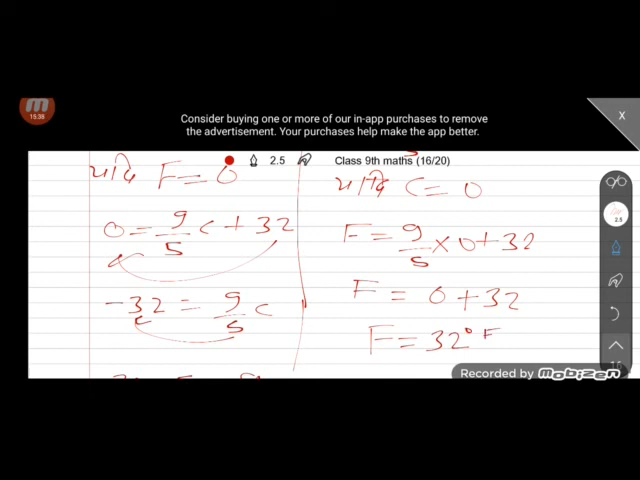 15:38
Consider buying one or more of our in-app purchases to remove
the advertisement. Your purchases help make the app better.
X
2.5 Class 9th maths (16/20)
यदि F = 0
0 = 9/5 C + 32
-32 = 9/5 C
यदि C = 0
F = 9/5 × 0 + 32
F = 0 + 32
F = 32° F
2.5
Recorded by mobizen